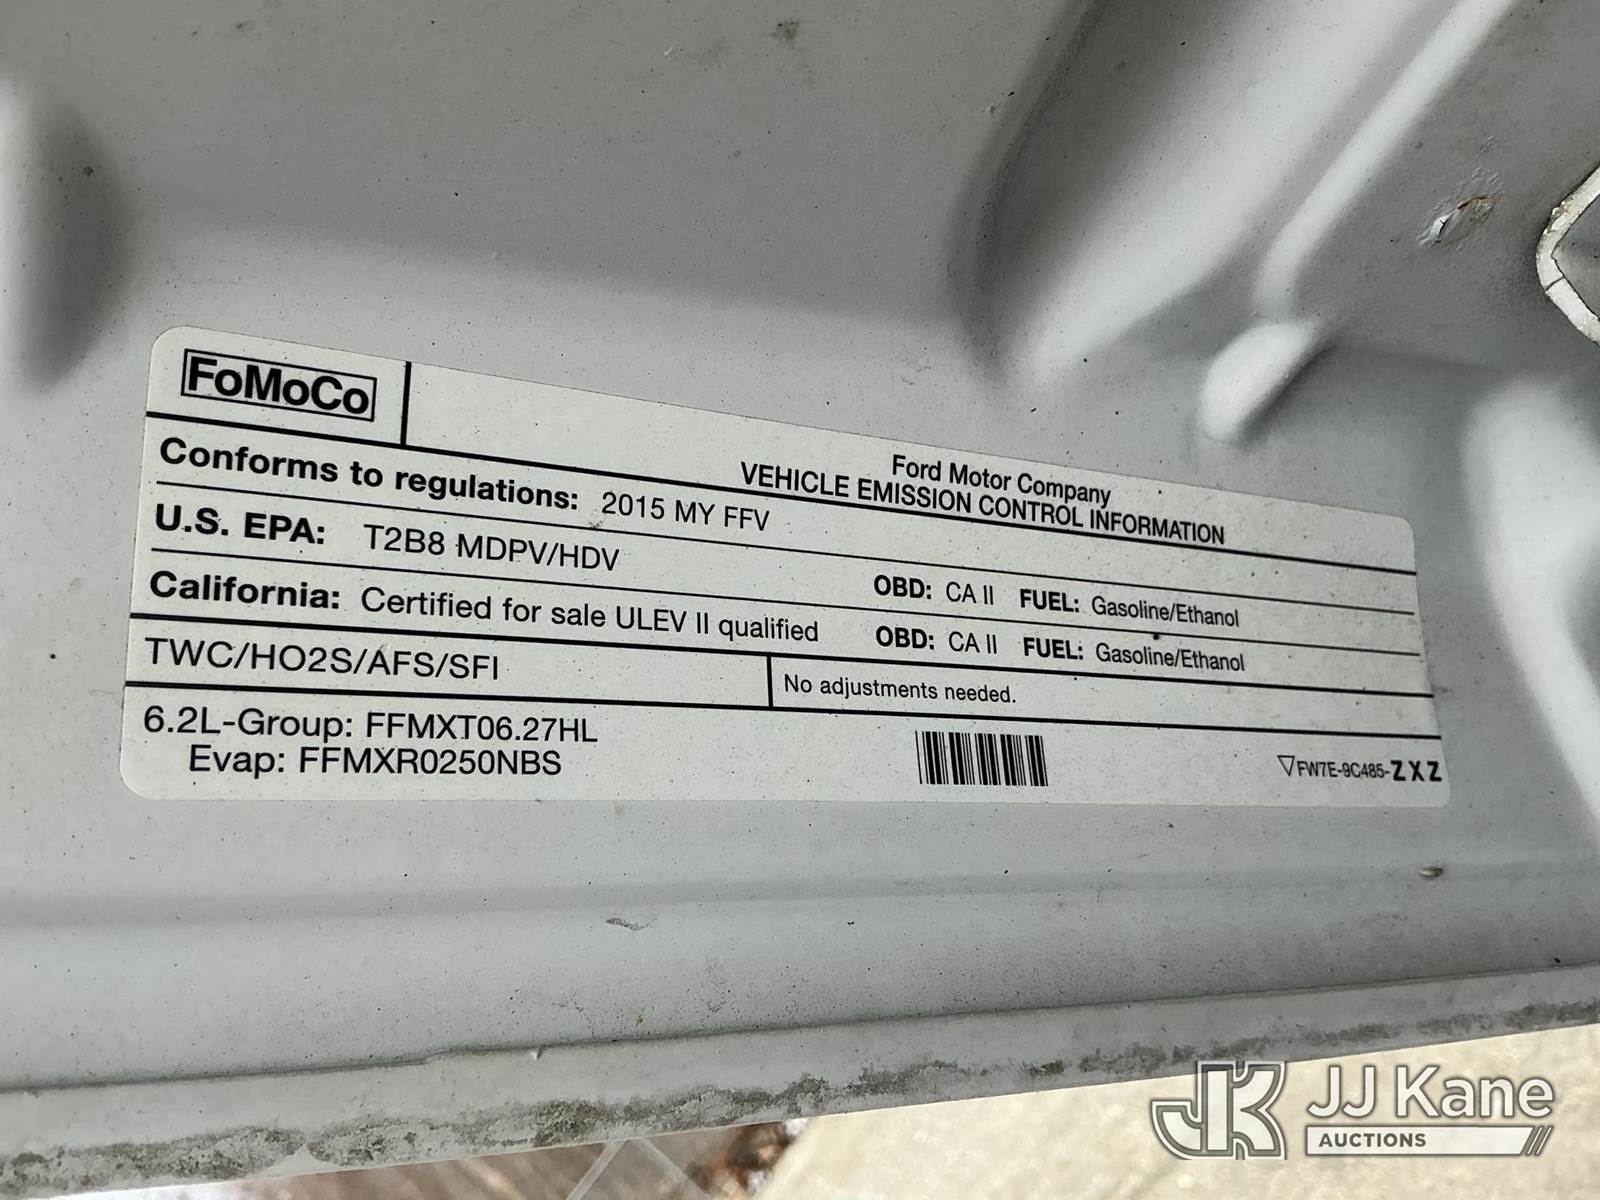 FoMoCo
Ford Motor Company
VEHICLE EMISSION CONTROL INFORMATION
Conforms to regulations: 2015 MY FFV
U.S. EPA: T2B8 MDPV/HDV OBD: CA II FUEL: Gasoline/Ethanol
California: Certified for sale ULEV II qualified OBD: CA II FUEL: Gasoline/Ethanol
TWC/HO2S/AFS/SFI No adjustments needed.
6.2L-Group: FFMXT06.27HL
Evap: FFMXR0250NBS
FW7E-9C485-ZXZ
JK JJ Kane
AUCTIONS